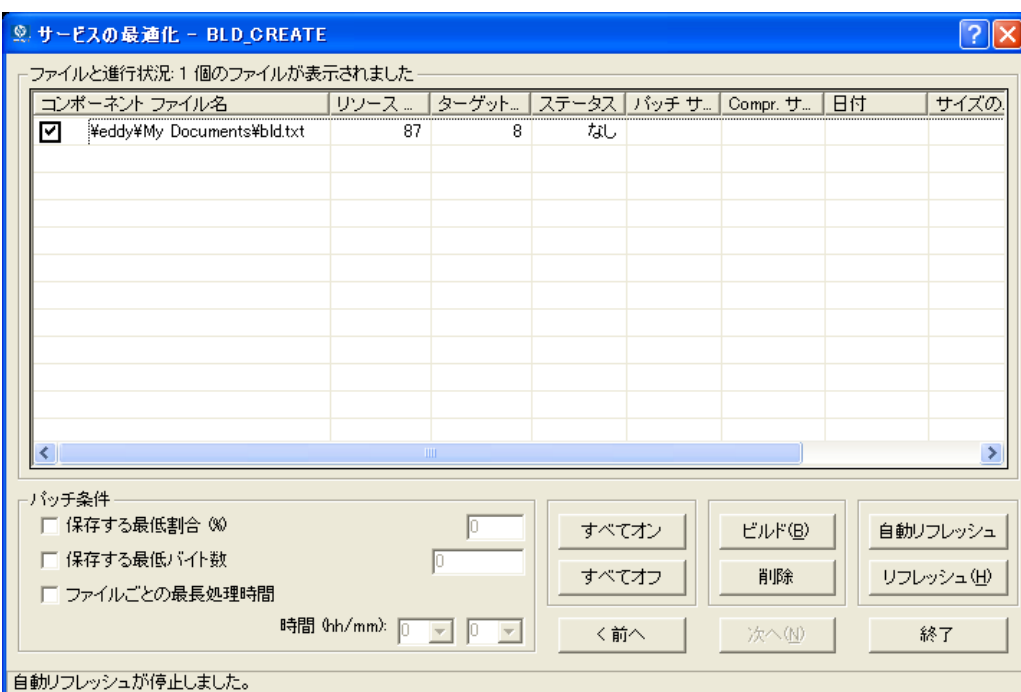 サービスの最適化 - BLD_CREATE
ファイルと進行状況: 1 個のファイルが表示されました
コンポーネント ファイル名 リソース ... ターゲット... ステータス パッチ サ... Compr. サ... 日付 サイズの.
¥eddy¥My Documents¥bld.txt 87 8 なし
パッチ条件
保存する最低割合 (%) 0
保存する最低バイト数 0
ファイルごとの最長処理時間
時間 (hh/mm): 0 0
すべてオン
すべてオフ
ビルド(B)
削除
自動リフレッシュ
リフレッシュ(H)
< 前へ
次へ(N)
終了
自動リフレッシュが停止しました。